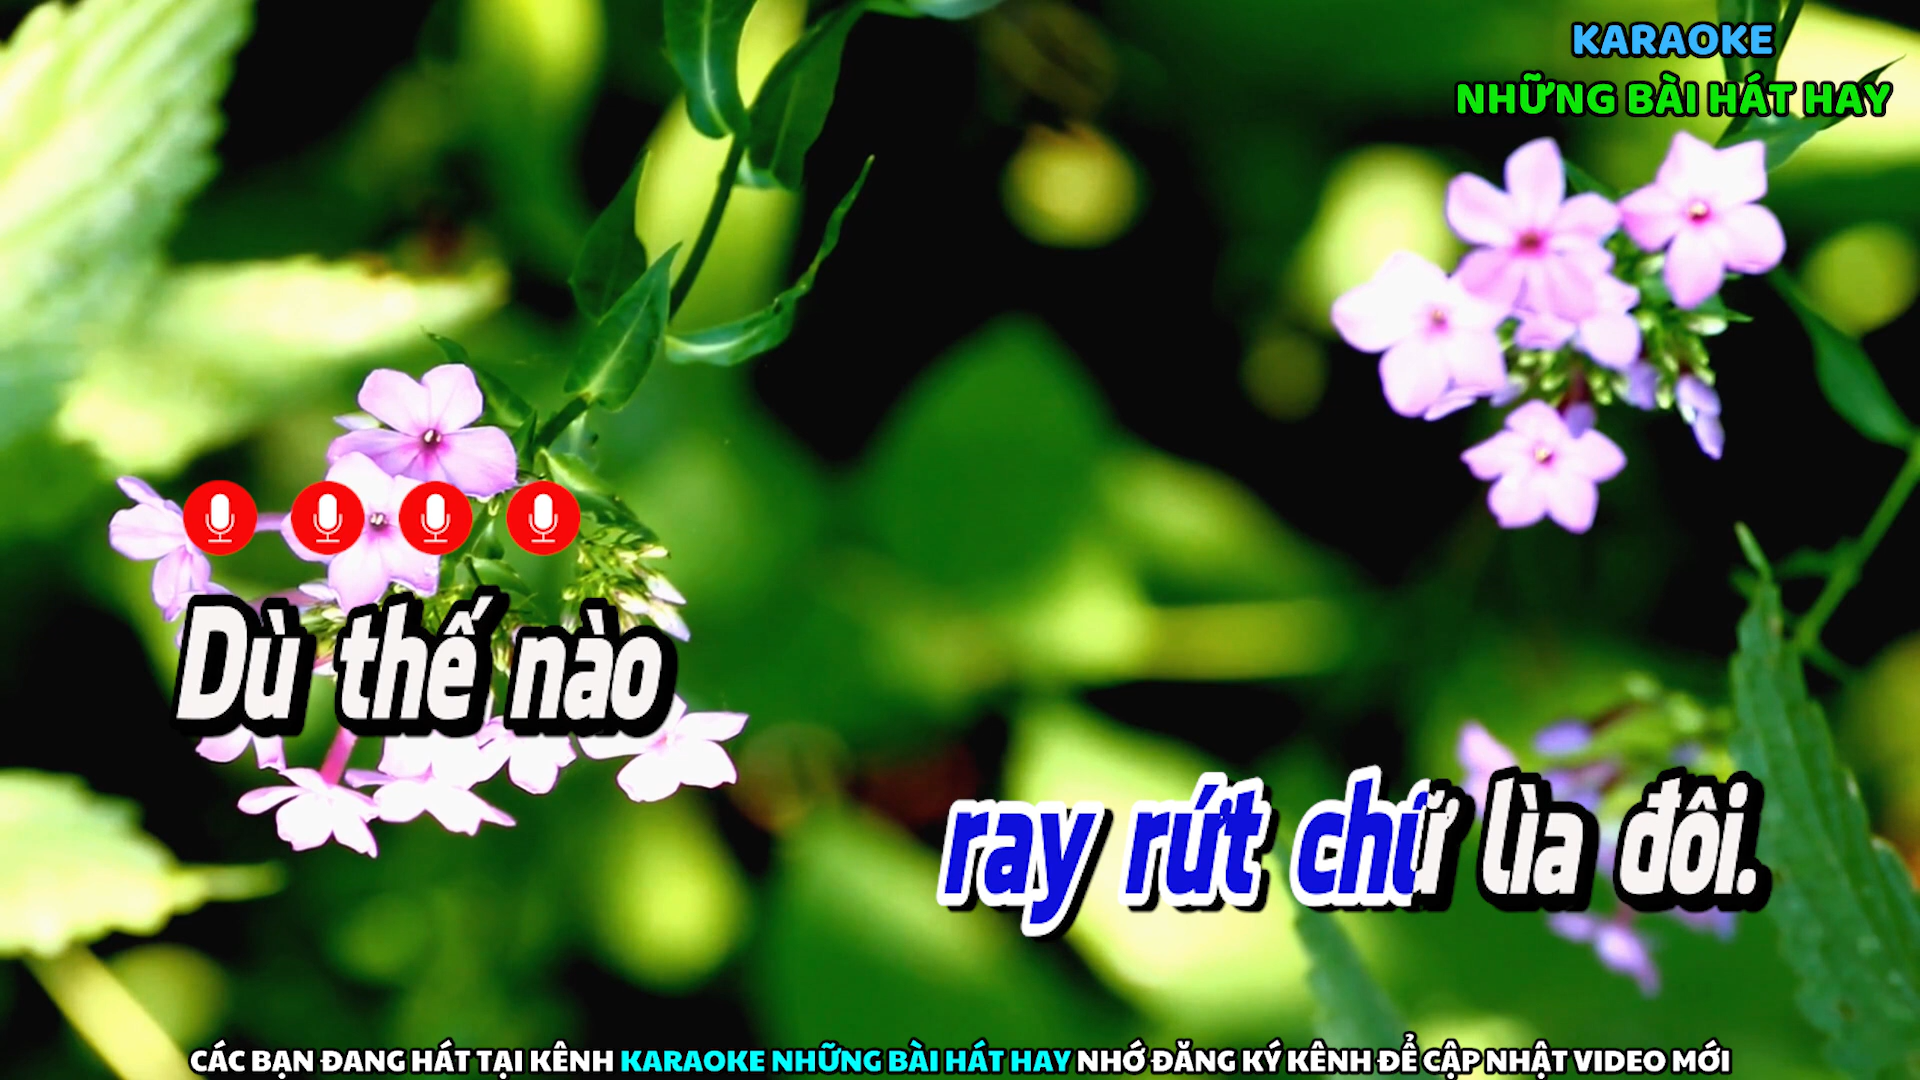 KARAOKE
NHỮNG BÀI HÁT HAY
Dù thế nào
ray rứt chữ lìa đôi.
CÁC BẠN ĐANG HÁT TẠI KÊNH KARAOKE NHỮNG BÀI HÁT HAY NHỚ ĐĂNG KÝ KÊNH ĐỂ CẬP NHẬT VIDEO MỚI